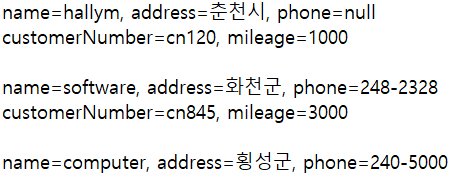 name=hallym, address=춘천시, phone=null
customerNumber=cn120, mileage=1000
name=software, address=화천군, phone=248-2328
customerNumber=cn845, mileage=3000
name=computer, address=횡성군, phone=240-5000